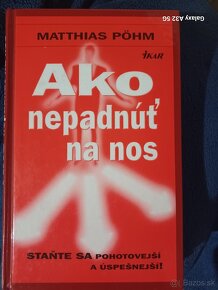 Galaxy A32 5G
MATTHIAS PÖHM
IKAR
Ako
nepadnúť
na nos
STAŇTE SA POHOTOVEJŠÍ
A ÚSPEŠNEJŠÍ!
Bazos.sk